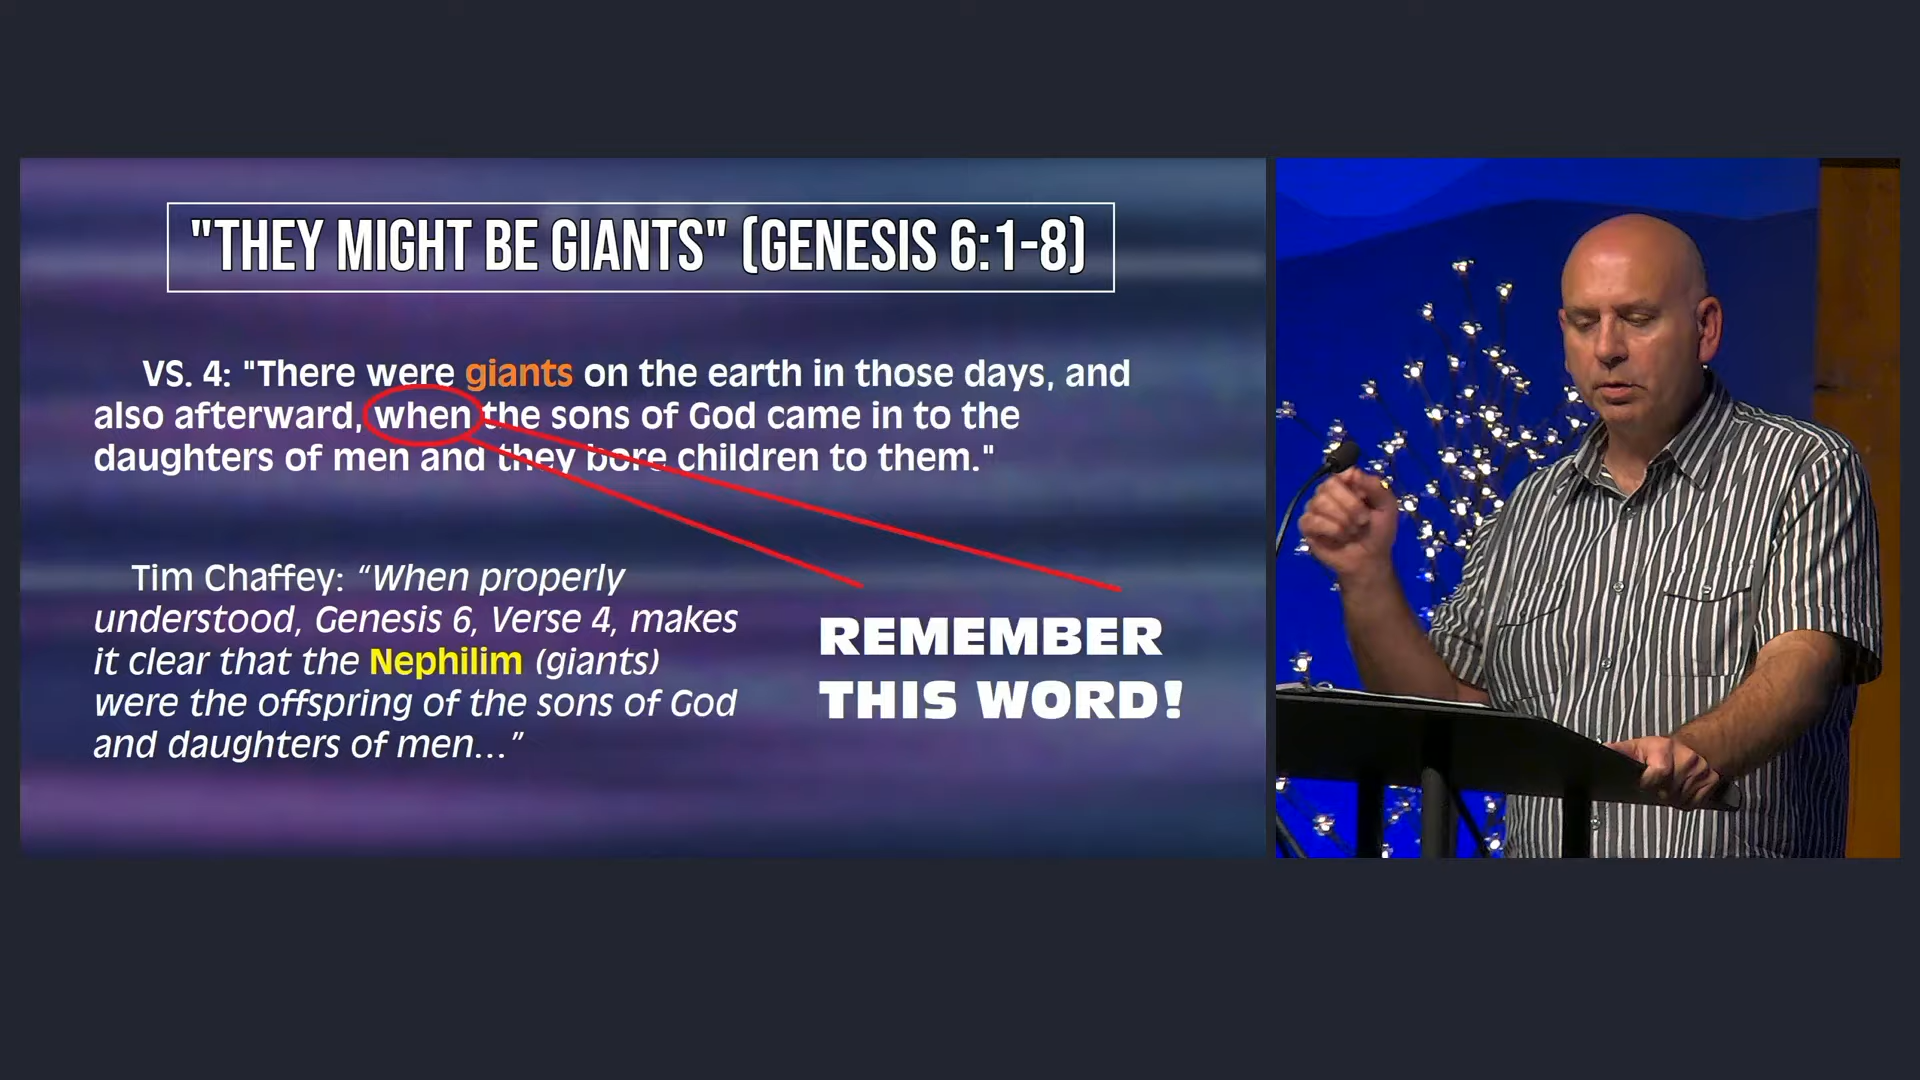 "THEY MIGHT BE GIANTS" (GENESIS 6:1-8)
VS. 4: "There were giants on the earth in those days, and
also afterward, when the sons of God came in to the
daughters of men and they bore children to them."
Tim Chaffey: “When properly
understood, Genesis 6, Verse 4, makes
it clear that the Nephilim (giants)
were the offspring of the sons of God
and daughters of men…”
REMEMBER
THIS WORD!